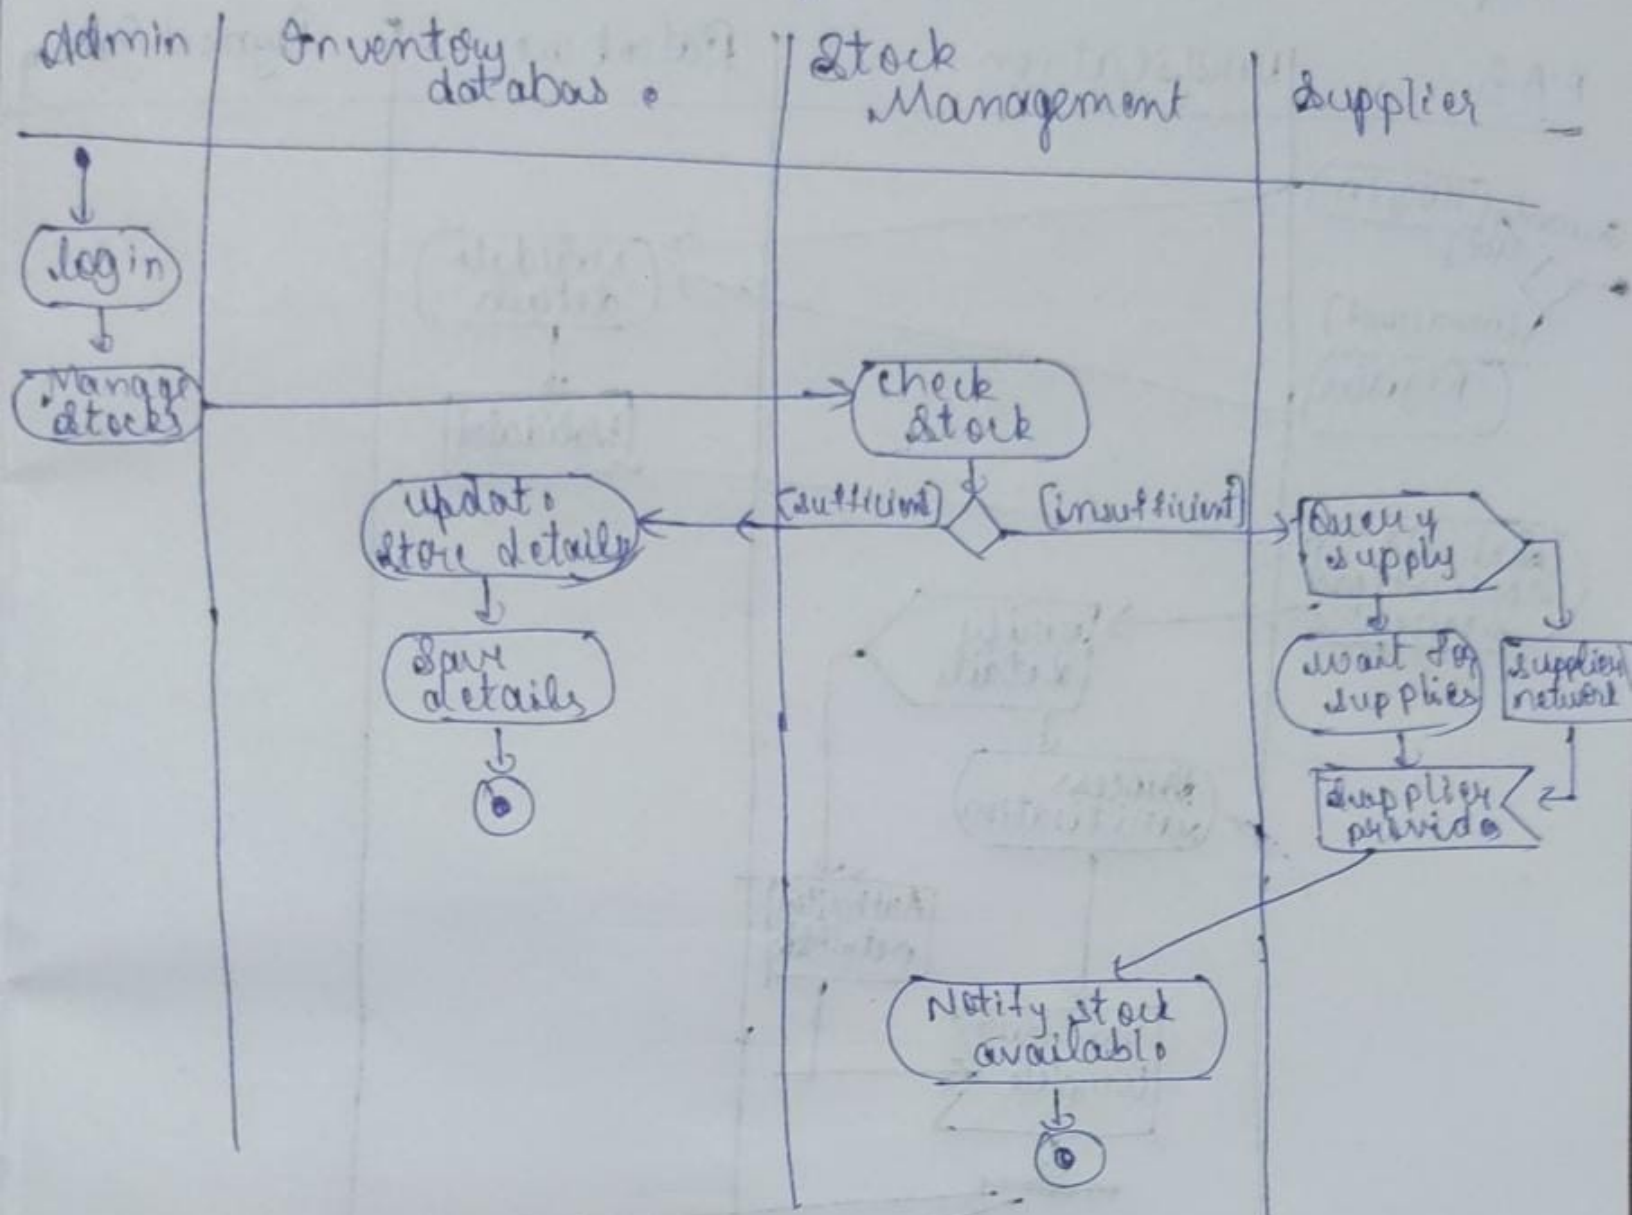 Admin
Inventory
database
Stock
Management
Supplier
login
Manage
Stocks
check
Stock
[sufficient]
[insufficient]
update
Store details
Query
supply
Save
details
wait for
supplies
supplier
network
Supplier
provide
Notify stock
available